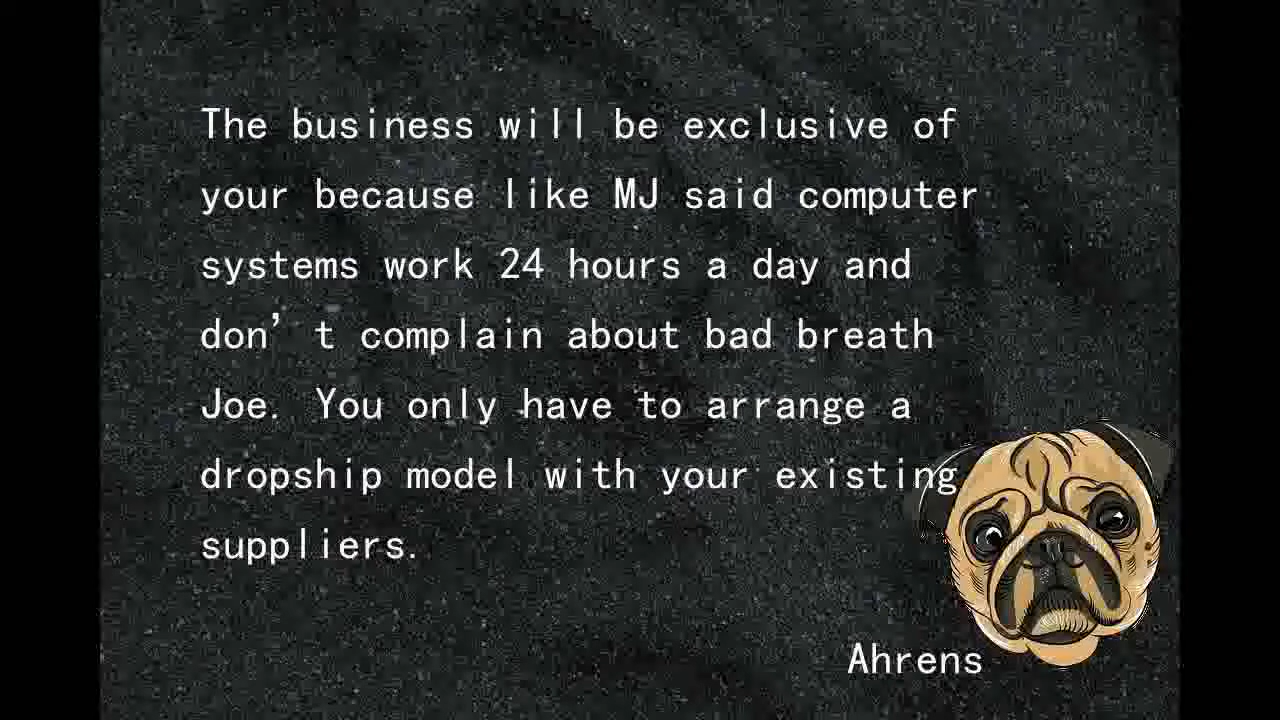 The business will be exclusive of
your because like MJ said computer
systems work 24 hours a day and
don’t complain about bad breath
Joe. You only have to arrange a
dropship model with your existing
suppliers.
Ahrens